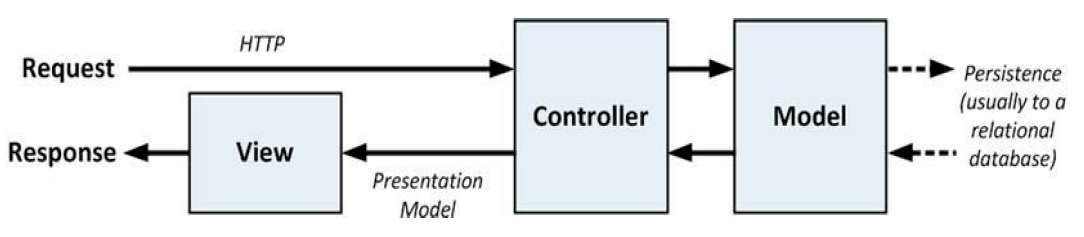 HTTP
Request
Controller
Model
Persistence
(usually to a
relational
database)
Response
View
Presentation
Model